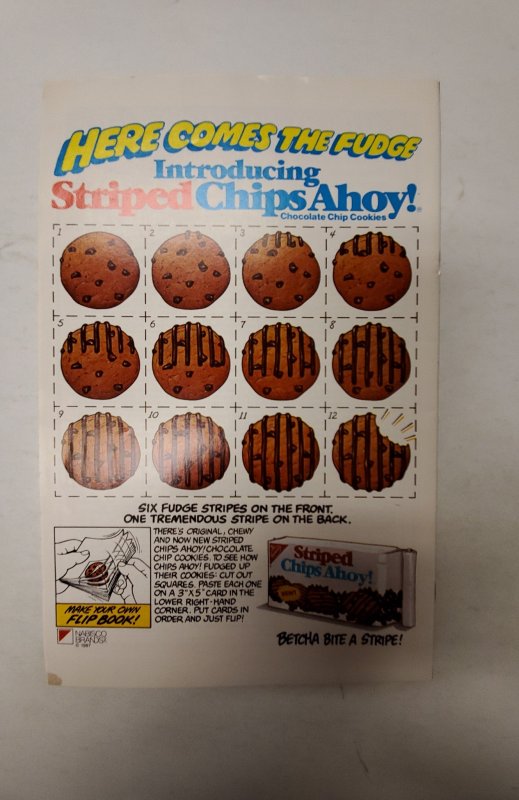 HERE COMES THE FUDGE
Introducing
Striped Chips Ahoy!®
Chocolate Chip Cookies
1 2 3 4
5 6 7 8
9 10 11 12
SIX FUDGE STRIPES ON THE FRONT.
ONE TREMENDOUS STRIPE ON THE BACK.
THERE'S ORIGINAL, CHEWY
AND NOW NEW STRIPED
CHIPS AHOY! CHOCOLATE
CHIP COOKIES. TO SEE HOW
CHIPS AHOY! FUDGED UP
THEIR COOKIES: CUT OUT
SQUARES. PASTE EACH ONE
ON A 3"X5" CARD IN THE
LOWER RIGHT-HAND
CORNER. PUT CARDS IN
ORDER AND JUST FLIP!
MAKE YOUR OWN
FLIP BOOK!
NABISCO
BRANDS
© 1987
Striped
Chips Ahoy!
BETCHA BITE A STRIPE!